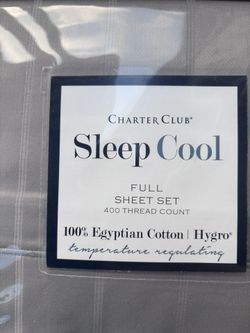 CHARTER CLUB®
Sleep Cool
FULL
SHEET SET
400 THREAD COUNT
100% Egyptian Cotton | Hygro®
temperature regulating